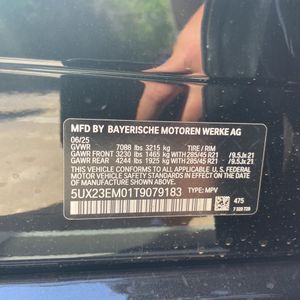 MFD BY BAYERISCHE MOTOREN WERKE AG
06/25
GVWR 7088 lbs 3215 kg TIRE / RIM
GAWR FRONT 3230 lbs 1465 kg 285/45 R21 /9.5Jx21
GAWR REAR 4244 lbs 1925 kg 285/45 R21 /9.5Jx21
THIS VEHICLE CONFORMS TO ALL APPLICABLE U.S. FEDERAL
MOTOR VEHICLE SAFETY STANDARDS IN EFFECT ON THE
DATE OF MANUFACTURE SHOWN ABOVE.
5UX23EM01T9079183 TYPE: MPV
475